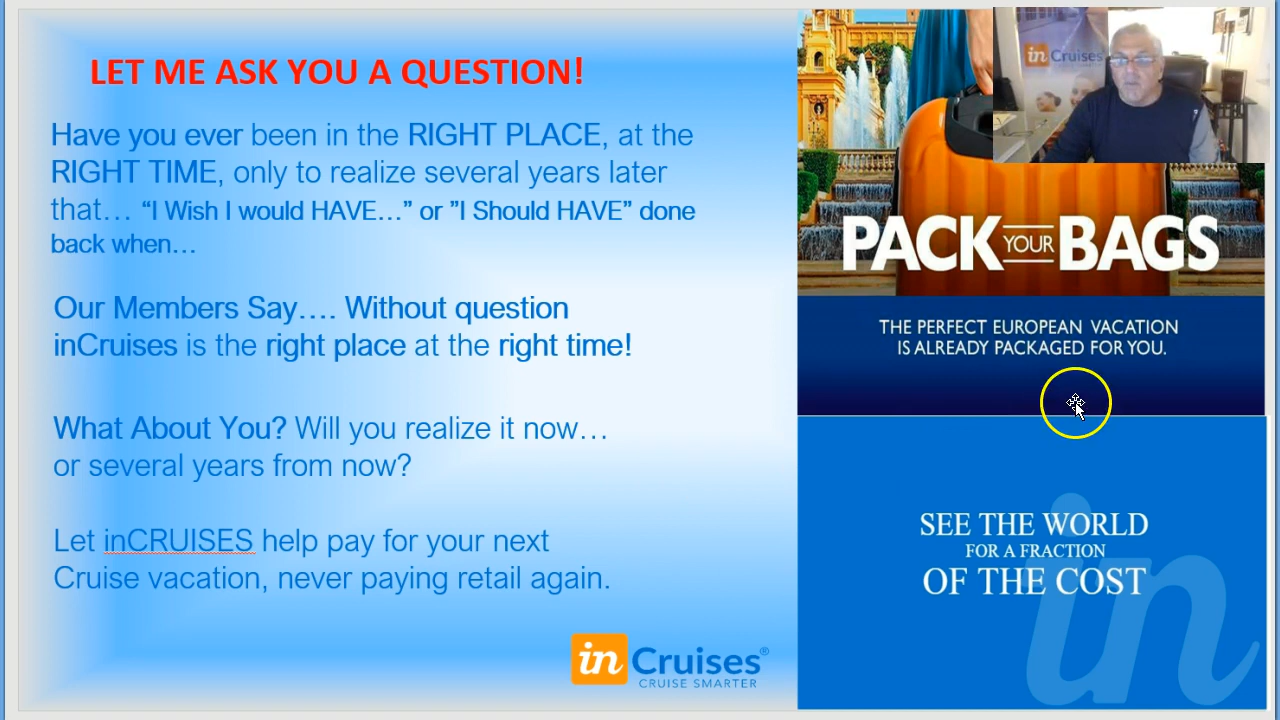 LET ME ASK YOU A QUESTION!
Have you ever been in the RIGHT PLACE, at the
RIGHT TIME, only to realize several years later
that… “I Wish I would HAVE…” or ”I Should HAVE” done
back when…
Our Members Say…. Without question
inCruises is the right place at the right time!
What About You? Will you realize it now…
or several years from now?
Let inCRUISES help pay for your next
Cruise vacation, never paying retail again.
in Cruises®
CRUISE SMARTER
in Cruises
PACK YOUR BAGS
THE PERFECT EUROPEAN VACATION
IS ALREADY PACKAGED FOR YOU.
SEE THE WORLD
FOR A FRACTION
OF THE COST
in